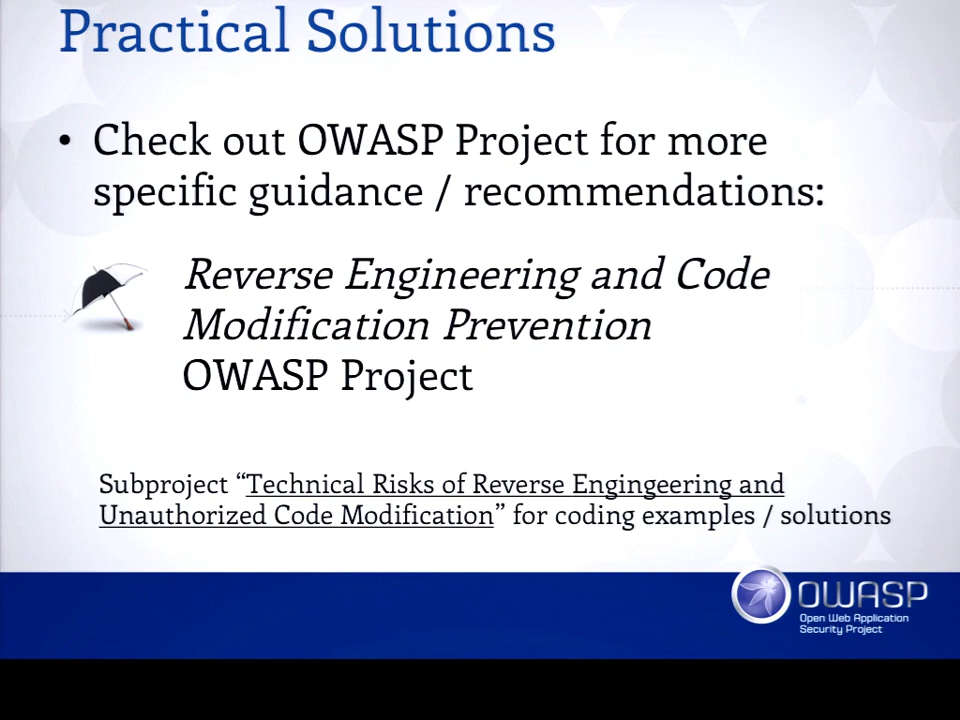 Practical Solutions
• Check out OWASP Project for more
specific guidance / recommendations:
Reverse Engineering and Code
Modification Prevention
OWASP Project
Subproject “Technical Risks of Reverse Engingeering and
Unauthorized Code Modification” for coding examples / solutions
OWASP
Open Web Application
Security Project